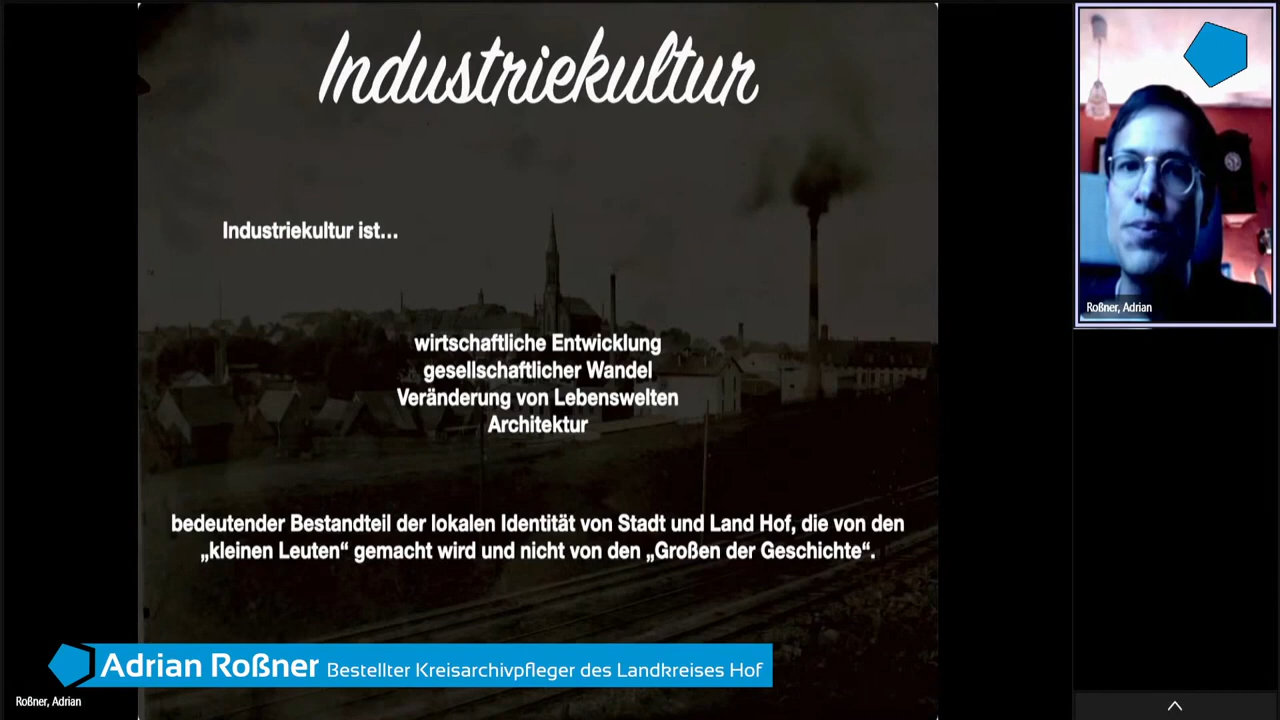 Industriekultur
Industriekultur ist...
wirtschaftliche Entwicklung
gesellschaftlicher Wandel
Veränderung von Lebenswelten
Architektur
bedeutender Bestandteil der lokalen Identität von Stadt und Land Hof, die von den
„kleinen Leuten“ gemacht wird und nicht von den „Großen der Geschichte“.
Roßner, Adrian
Adrian Roßner Bestellter Kreisarchivpfleger des Landkreises Hof
Roßner, Adrian